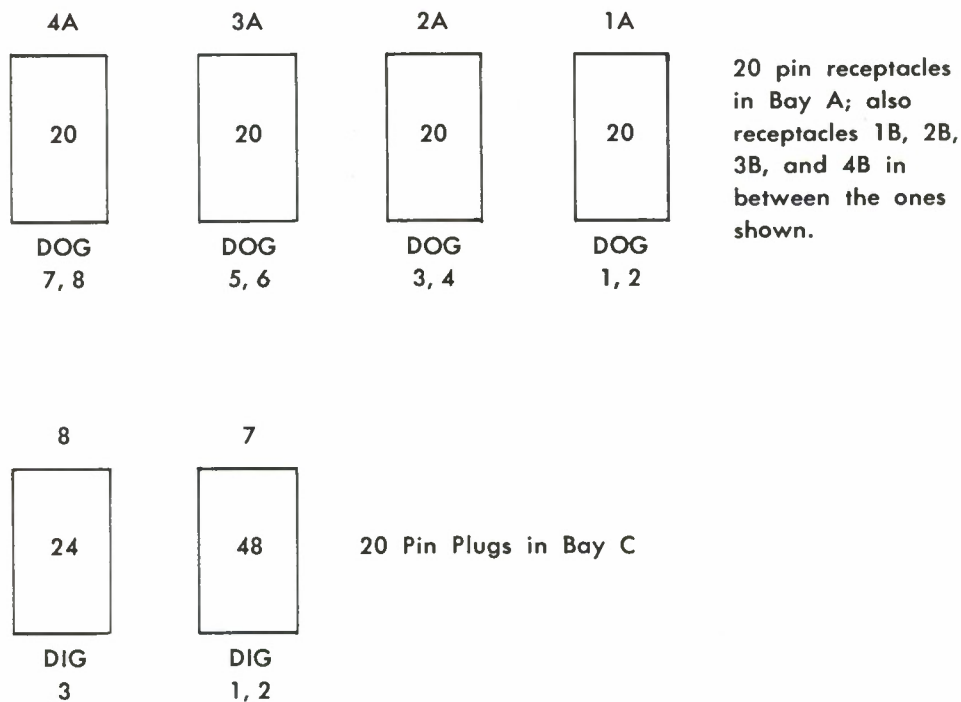 4A 3A 2A 1A
20 20 20 20
20 pin receptacles
in Bay A; also
receptacles 1B, 2B,
3B, and 4B in
between the ones
shown.
DOG DOG DOG DOG
7, 8 5, 6 3, 4 1, 2
8 7
24 48 20 Pin Plugs in Bay C
DIG DIG
3 1, 2